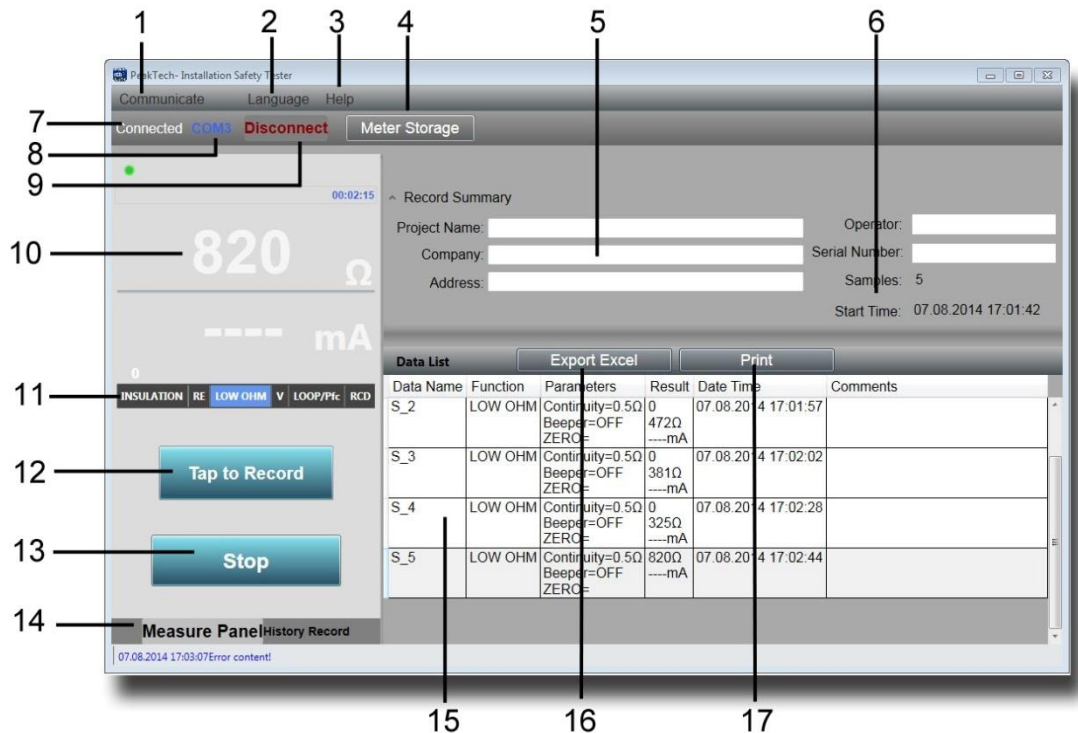 1 2 3 4 5 6
PeakTech- Installation Safety Tester
Communicate Language Help
7 Connected COM3 Disconnect Meter Storage
8
9
00:02:15
Record Summary
Project Name: Operator:
Company: Serial Number:
Address: Samples: 5
Start Time: 07.08.2014 17:01:42
10 820 Ω
---- mA
0
11 INSULATION RE LOW OHM V LOOP/Pfc RCD
12 Tap to Record
13 Stop
14 Measure Panel History Record
07.08.2014 17:03:07Error content!
Data List Export Excel Print
Data Name Function Parameters Result Date Time Comments
S_2 LOW OHM Continuity=0.5Ω 0 07.08.2014 17:01:57
Beeper=OFF 472Ω
ZERO= ----mA
S_3 LOW OHM Continuity=0.5Ω 0 07.08.2014 17:02:02
Beeper=OFF 381Ω
ZERO= ----mA
S_4 LOW OHM Continuity=0.5Ω 0 07.08.2014 17:02:28
Beeper=OFF 325Ω
ZERO= ----mA
S_5 LOW OHM Continuity=0.5Ω 820Ω 07.08.2014 17:02:44
Beeper=OFF ----mA
ZERO=
15 16 17